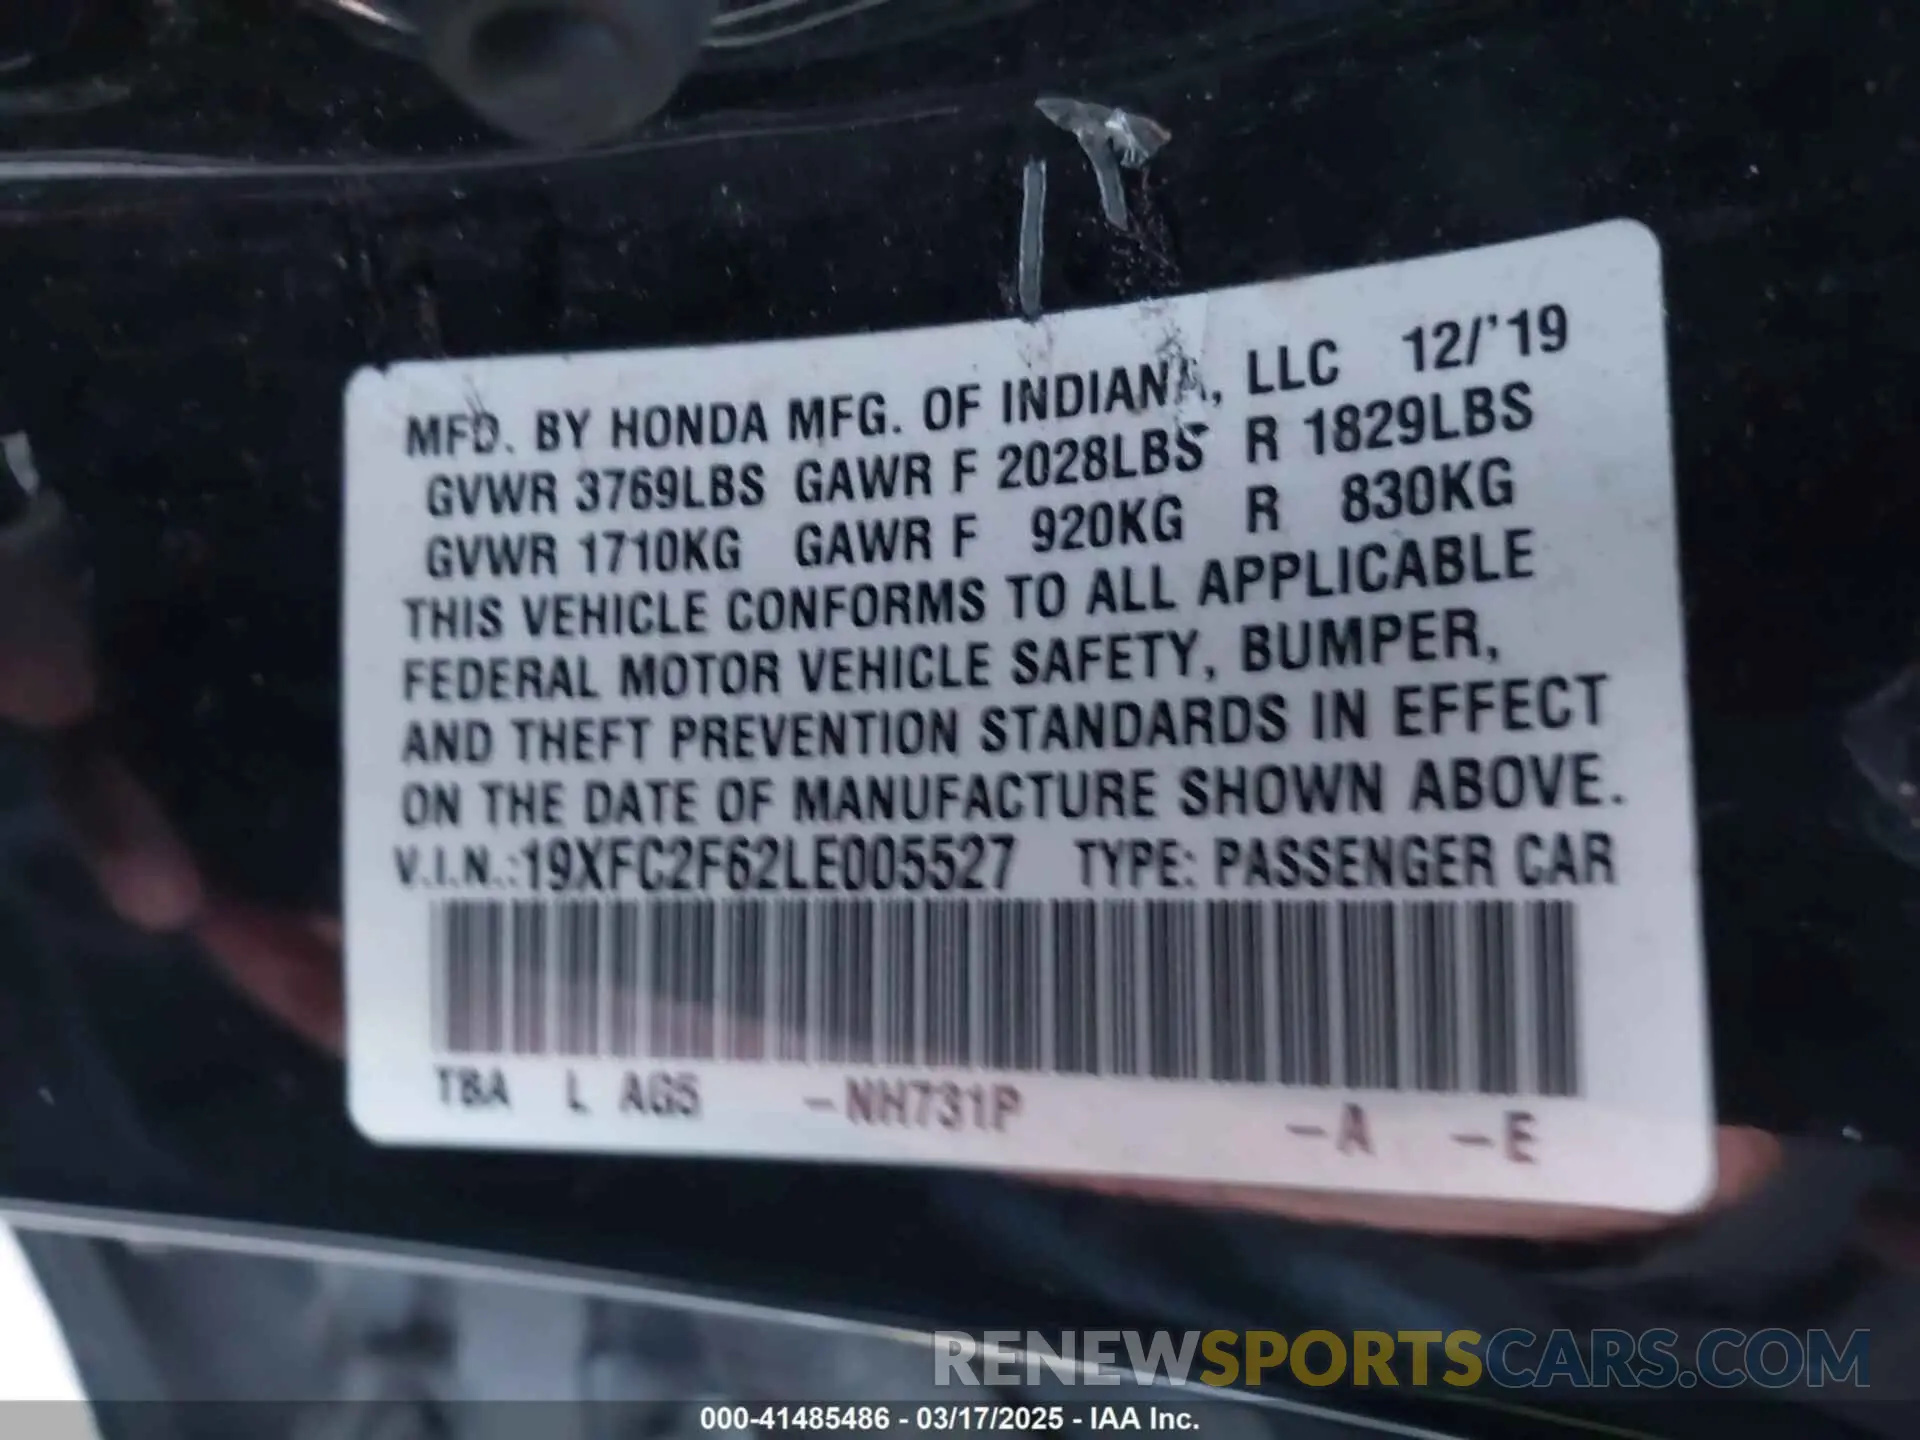 MFD. BY HONDA MFG. OF INDIANA, LLC 12/'19
GVWR 3769LBS GAWR F 2028LBS R 1829LBS
GVWR 1710KG GAWR F 920KG R 830KG
THIS VEHICLE CONFORMS TO ALL APPLICABLE
FEDERAL MOTOR VEHICLE SAFETY, BUMPER,
AND THEFT PREVENTION STANDARDS IN EFFECT
ON THE DATE OF MANUFACTURE SHOWN ABOVE.
V.I.N.:19XFC2F62LE005527 TYPE: PASSENGER CAR
TBA L AG5 -NH731P -A -E
RENEWSPORTSCARS.COM
000-41485486 - 03/17/2025 - IAA Inc.